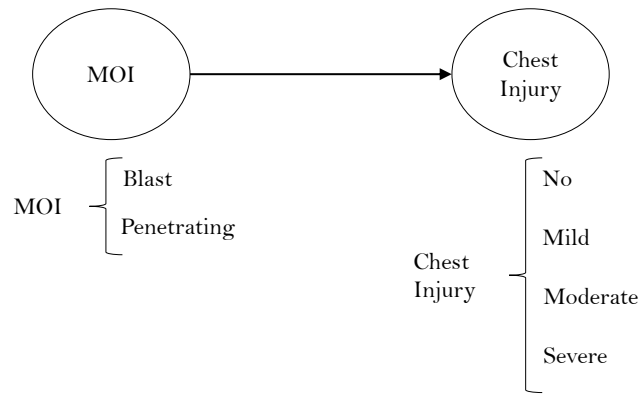 MOI
Chest
Injury
MOI
Blast
Penetrating
Chest
Injury
No
Mild
Moderate
Severe